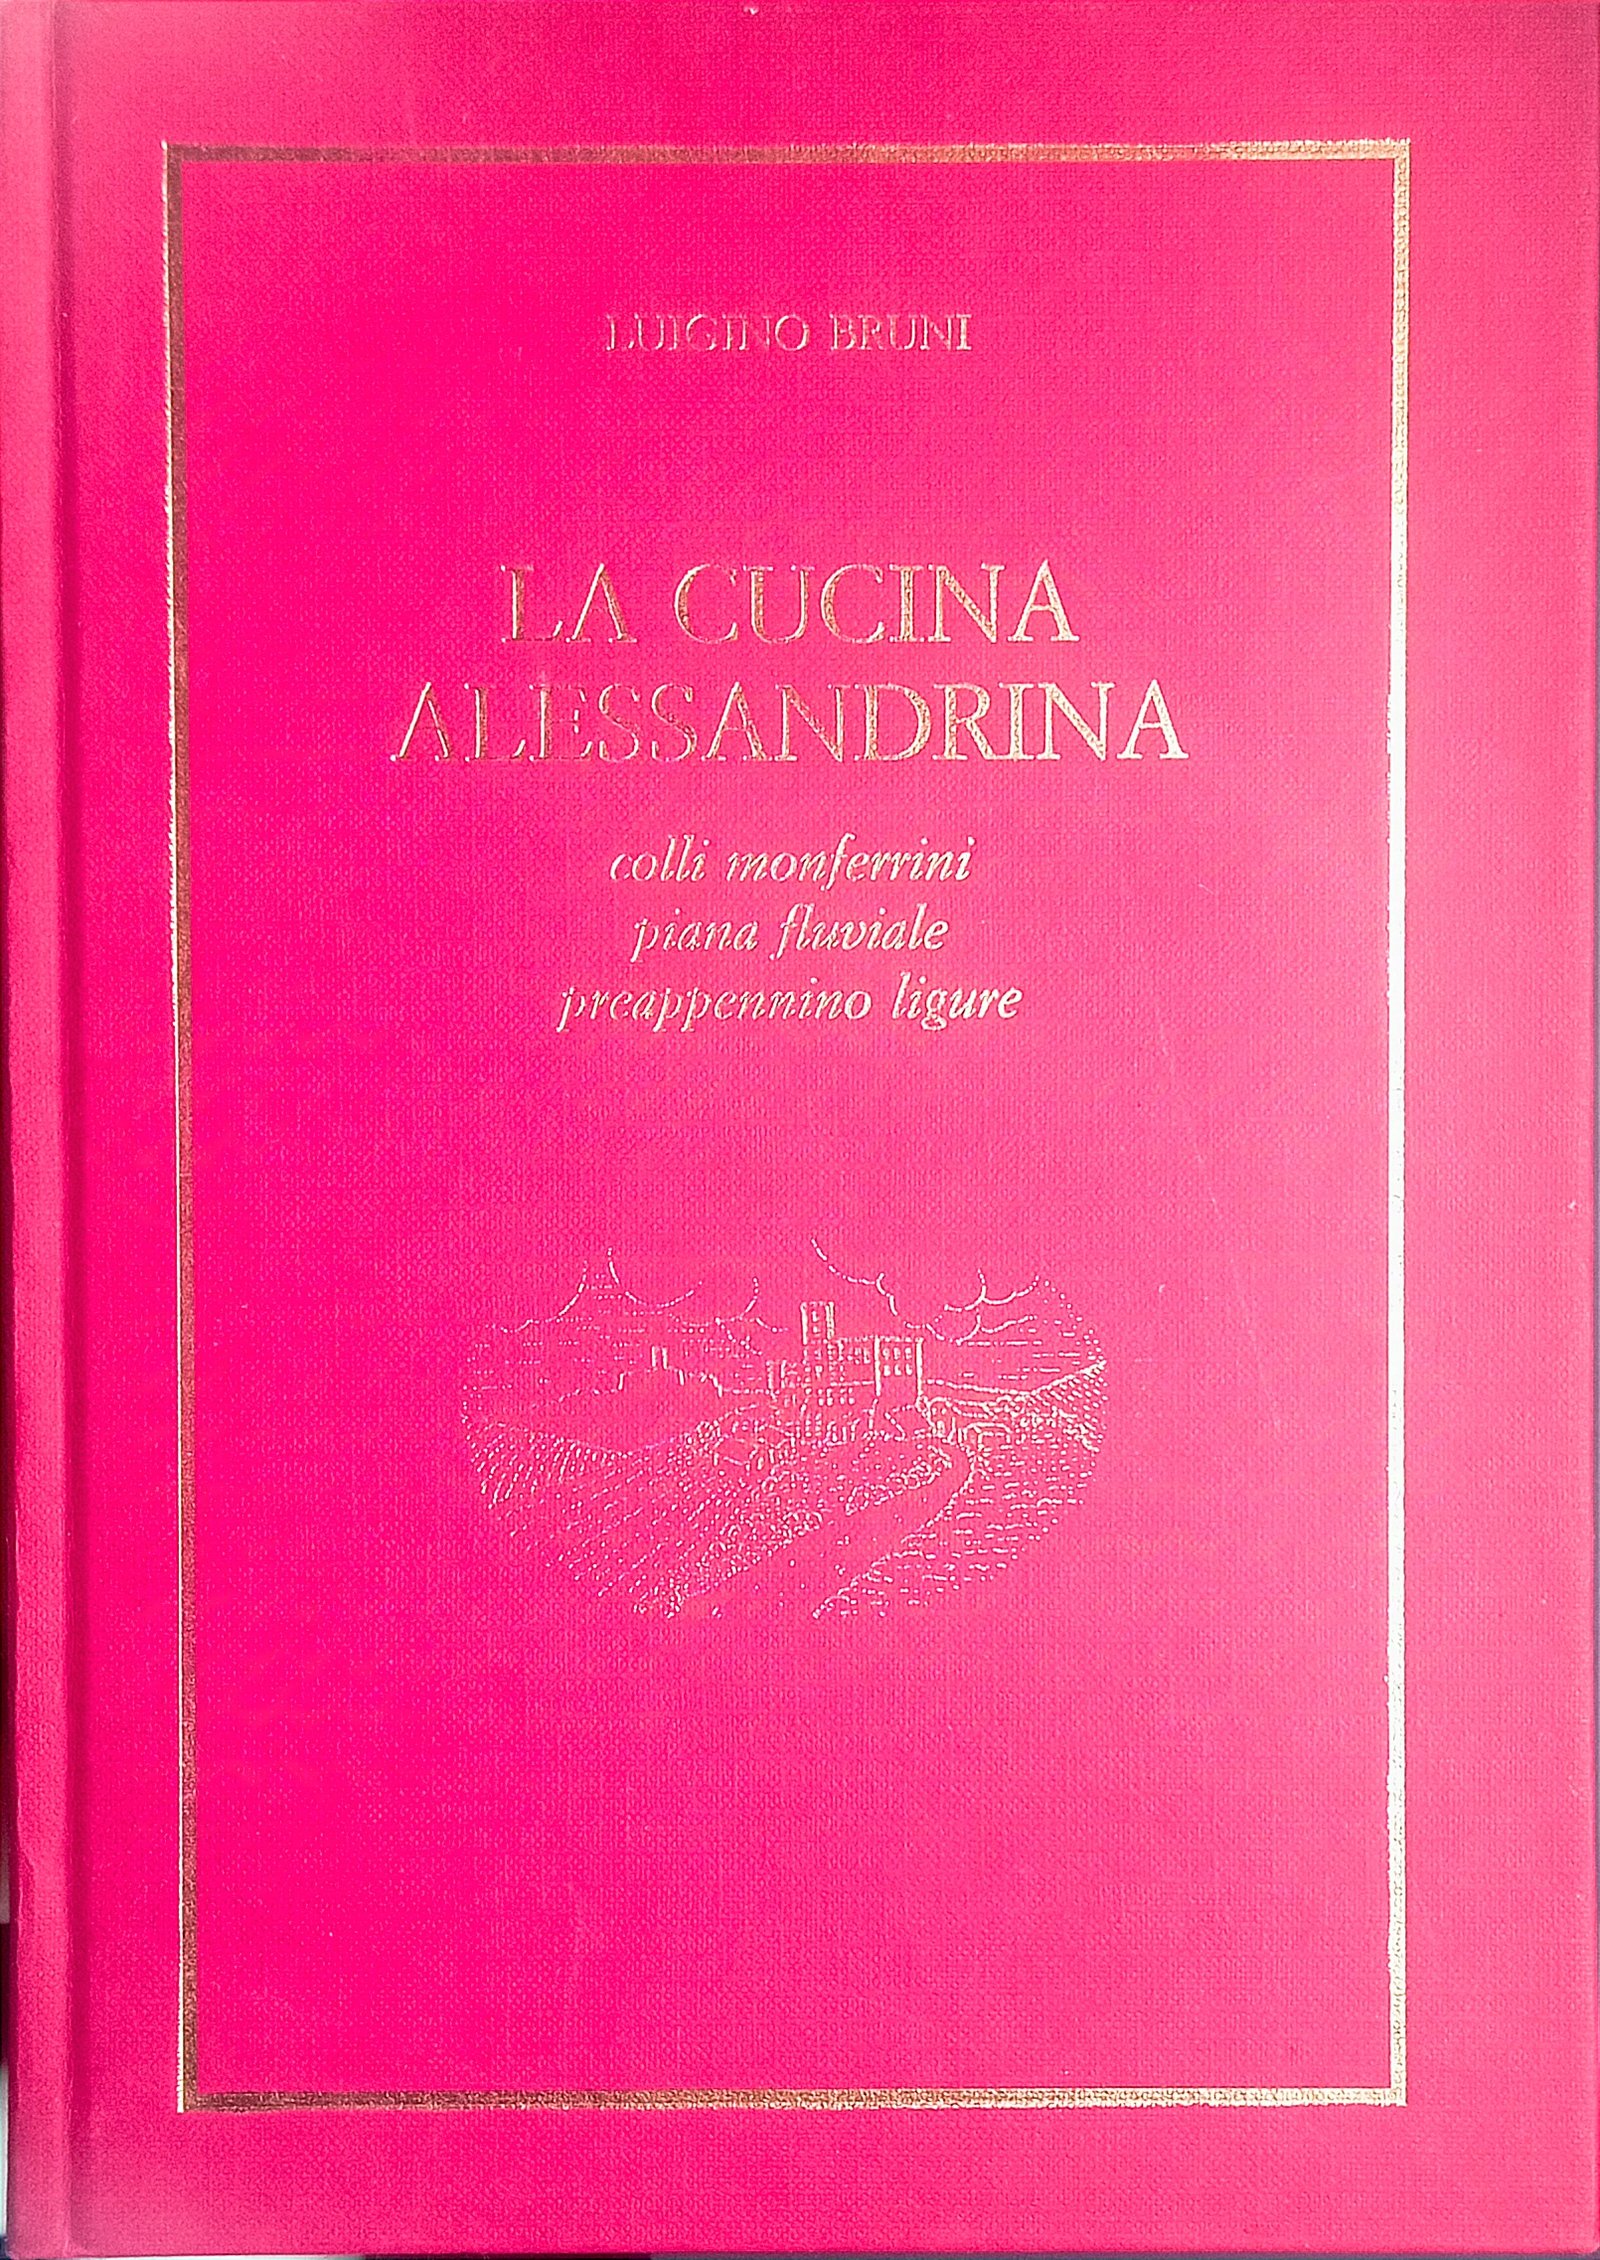 LUIGINO BRUNI
LA CUCINA
ALESSANDRINA
colli monferrini
piana fluviale
preappennino ligure